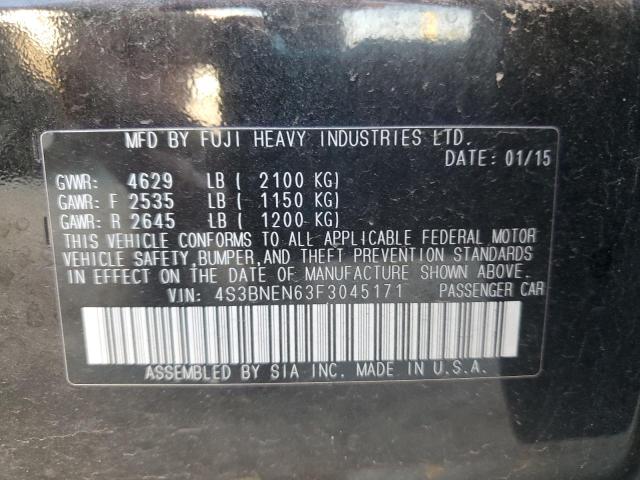 MFD BY FUJI HEAVY INDUSTRIES LTD.
DATE: 01/15
GVWR: 4629 LB ( 2100 KG)
GAWR: F 2535 LB ( 1150 KG)
GAWR: R 2645 LB ( 1200 KG)
THIS VEHICLE CONFORMS TO ALL APPLICABLE FEDERAL MOTOR
VEHICLE SAFETY,BUMPER,AND THEFT PREVENTION STANDARDS
IN EFFECT ON THE DATE OF MANUFACTURE SHOWN ABOVE.
VIN: 4S3BNEN63F3045171 PASSENGER CAR
ASSEMBLED BY SIA INC. MADE IN U.S.A.